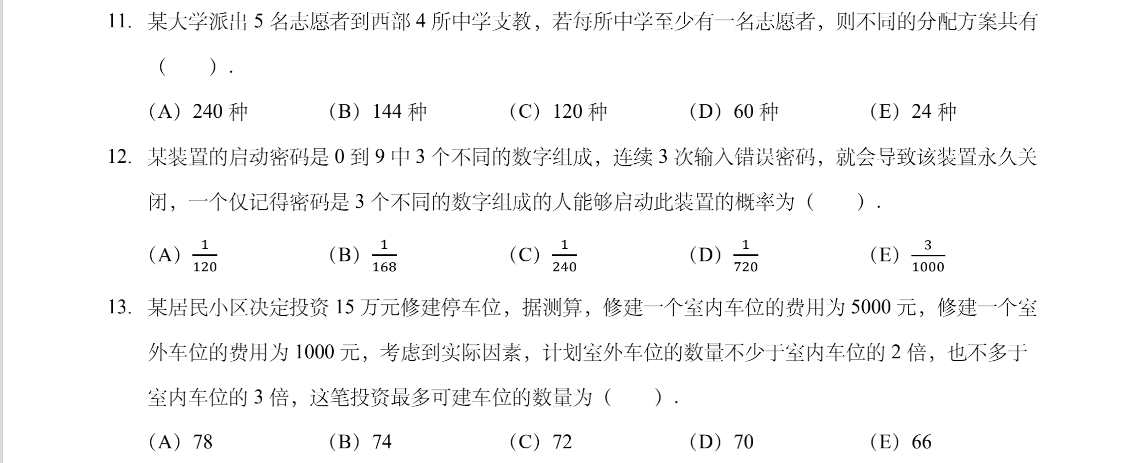 11. 某大学派出 5 名志愿者到西部 4 所中学支教，若每所中学至少有一名志愿者，则不同的分配方案共有
（  ）.
（A）240 种 （B）144 种 （C）120 种 （D）60 种 （E）24 种
12. 某装置的启动密码是 0 到 9 中 3 个不同的数字组成，连续 3 次输入错误密码，就会导致该装置永久关
闭，一个仅记得密码是 3 个不同的数字组成的人能够启动此装置的概率为（  ）.
（A）1/120 （B）1/168 （C）1/240 （D）1/720 （E）3/1000
13. 某居民小区决定投资 15 万元修建停车位，据测算，修建一个室内车位的费用为 5000 元，修建一个室
外车位的费用为 1000 元，考虑到实际因素，计划室外车位的数量不少于室内车位的 2 倍，也不多于
室内车位的 3 倍，这笔投资最多可建车位的数量为（  ）.
（A）78 （B）74 （C）72 （D）70 （E）66